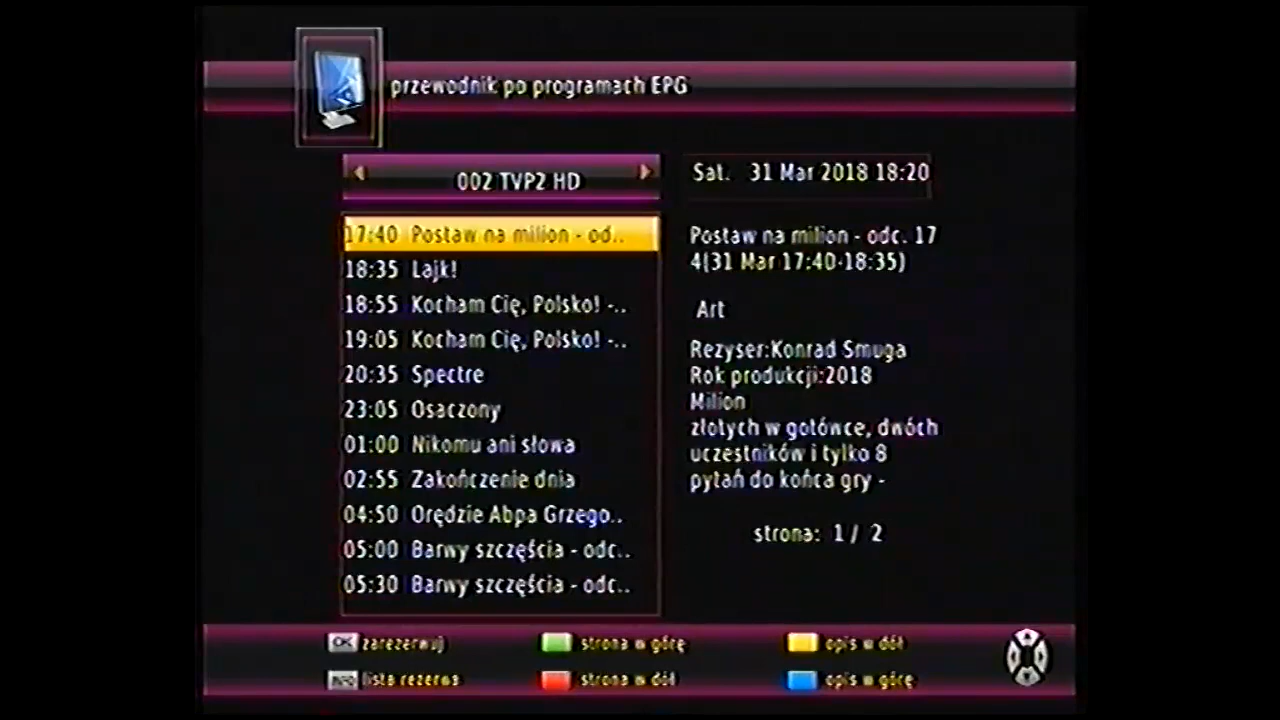 przewodnik po programach EPG
002 TVP2 HD
Sat. 31 Mar 2018 18:20
17:40 Postaw na milion - od..
18:35 Lajk!
18:55 Kocham Cię, Polsko! -..
19:05 Kocham Cię, Polsko! -..
20:35 Spectre
23:05 Osaczony
01:00 Nikomu ani słowa
02:55 Zakończenie dnia
04:50 Orędzie Abpa Grzego..
05:00 Barwy szczęścia - odc..
05:30 Barwy szczęścia - odc..
Postaw na milion - odc. 17
4(31 Mar 17:40-18:35)
Art
Reżyser:Konrad Smuga
Rok produkcji:2018
Milion
złotych w gotówce, dwóch
uczestników i tylko 8
pytań do końca gry -
strona: 1 / 2
OK zarezerwuj
strona w górę
opis w dół
INFO lista rezerwa
strona w dół
opis w górę